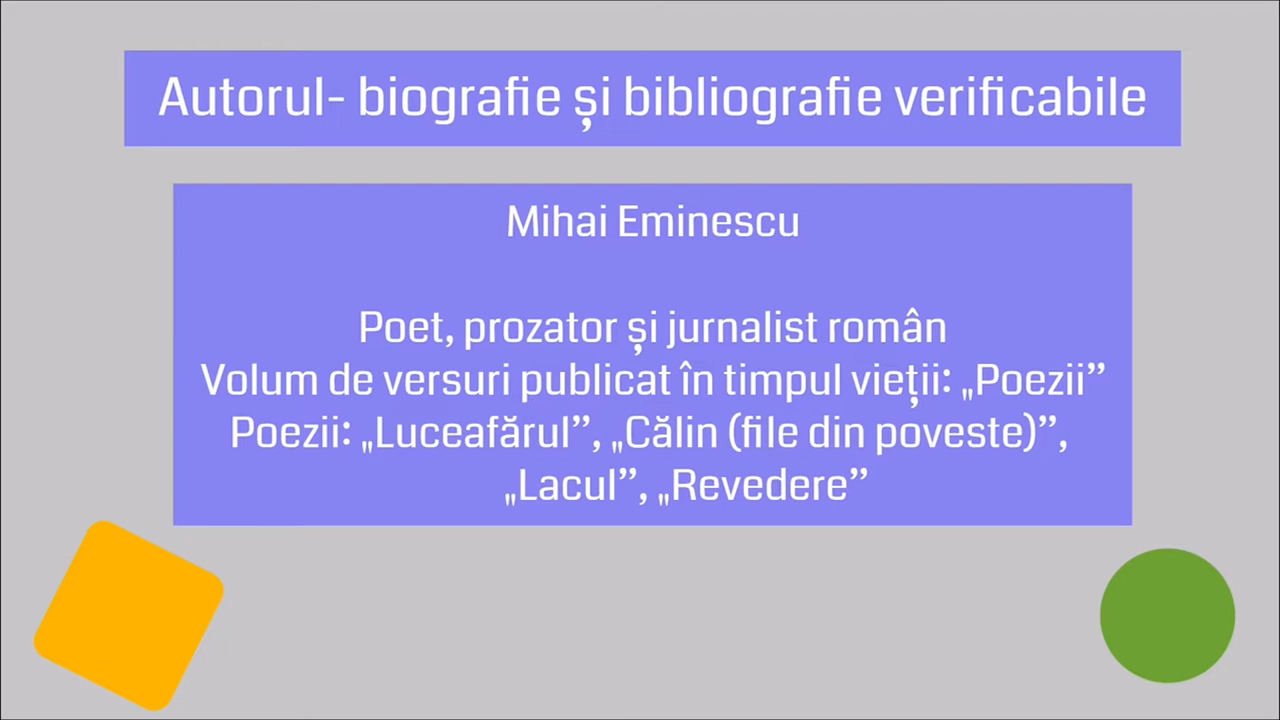 Autorul- biografie și bibliografie verificabile
Mihai Eminescu
Poet, prozator și jurnalist român
Volum de versuri publicat în timpul vieții: „Poezii”
Poezii: „Luceafărul”, „Călin (file din poveste)”,
„Lacul”, „Revedere”